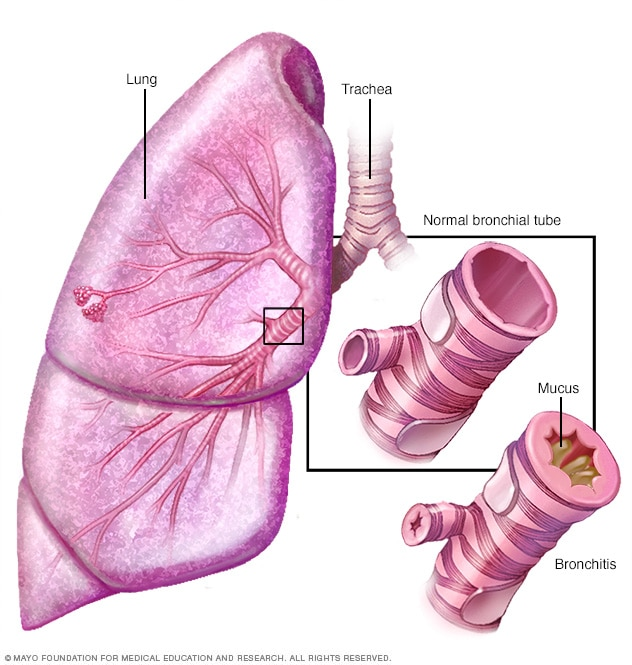 Lung
Trachea
Normal bronchial tube
Mucus
Bronchitis
© MAYO FOUNDATION FOR MEDICAL EDUCATION AND RESEARCH. ALL RIGHTS RESERVED.